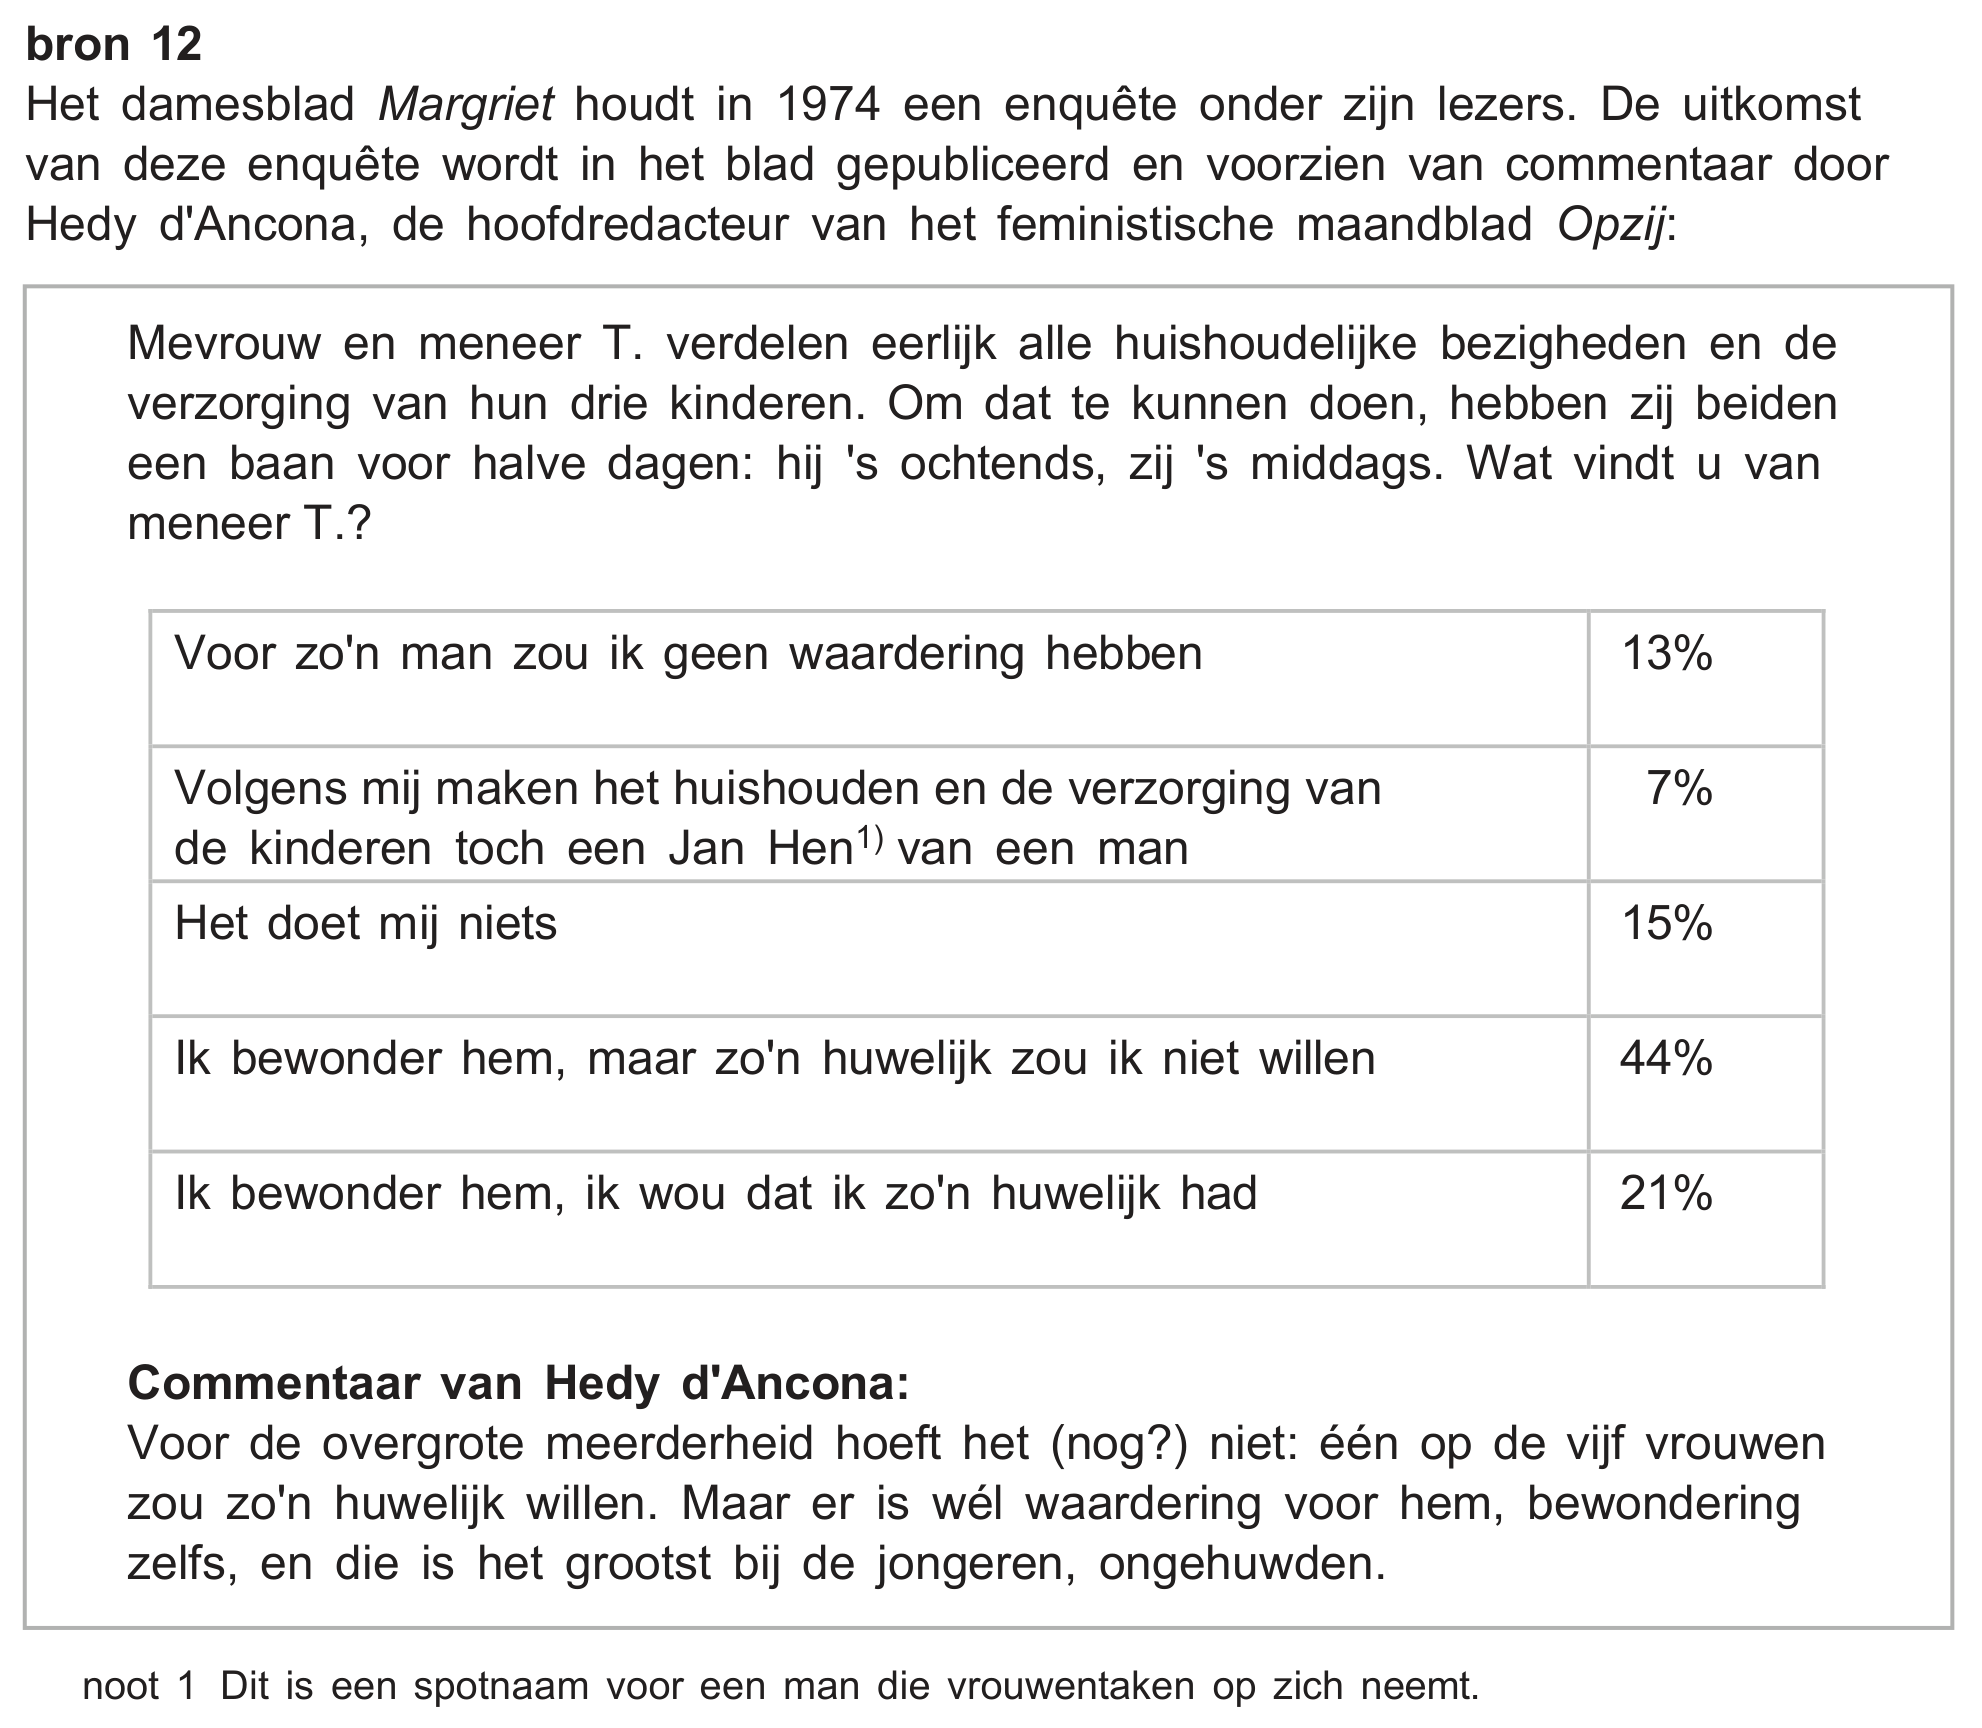 bron 12
Het damesblad Margriet houdt in 1974 een enquête onder zijn lezers. De uitkomst
van deze enquête wordt in het blad gepubliceerd en voorzien van commentaar door
Hedy d'Ancona, de hoofdredacteur van het feministische maandblad Opzij:
Mevrouw en meneer T. verdelen eerlijk alle huishoudelijke bezigheden en de
verzorging van hun drie kinderen. Om dat te kunnen doen, hebben zij beiden
een baan voor halve dagen: hij 's ochtends, zij 's middags. Wat vindt u van
meneer T.?
Voor zo'n man zou ik geen waardering hebben 13%
Volgens mij maken het huishouden en de verzorging van 7%
de kinderen toch een Jan Hen1) van een man
Het doet mij niets 15%
Ik bewonder hem, maar zo'n huwelijk zou ik niet willen 44%
Ik bewonder hem, ik wou dat ik zo'n huwelijk had 21%
Commentaar van Hedy d'Ancona:
Voor de overgrote meerderheid hoeft het (nog?) niet: één op de vijf vrouwen
zou zo'n huwelijk willen. Maar er is wél waardering voor hem, bewondering
zelfs, en die is het grootst bij de jongeren, ongehuwden.
noot 1 Dit is een spotnaam voor een man die vrouwentaken op zich neemt.